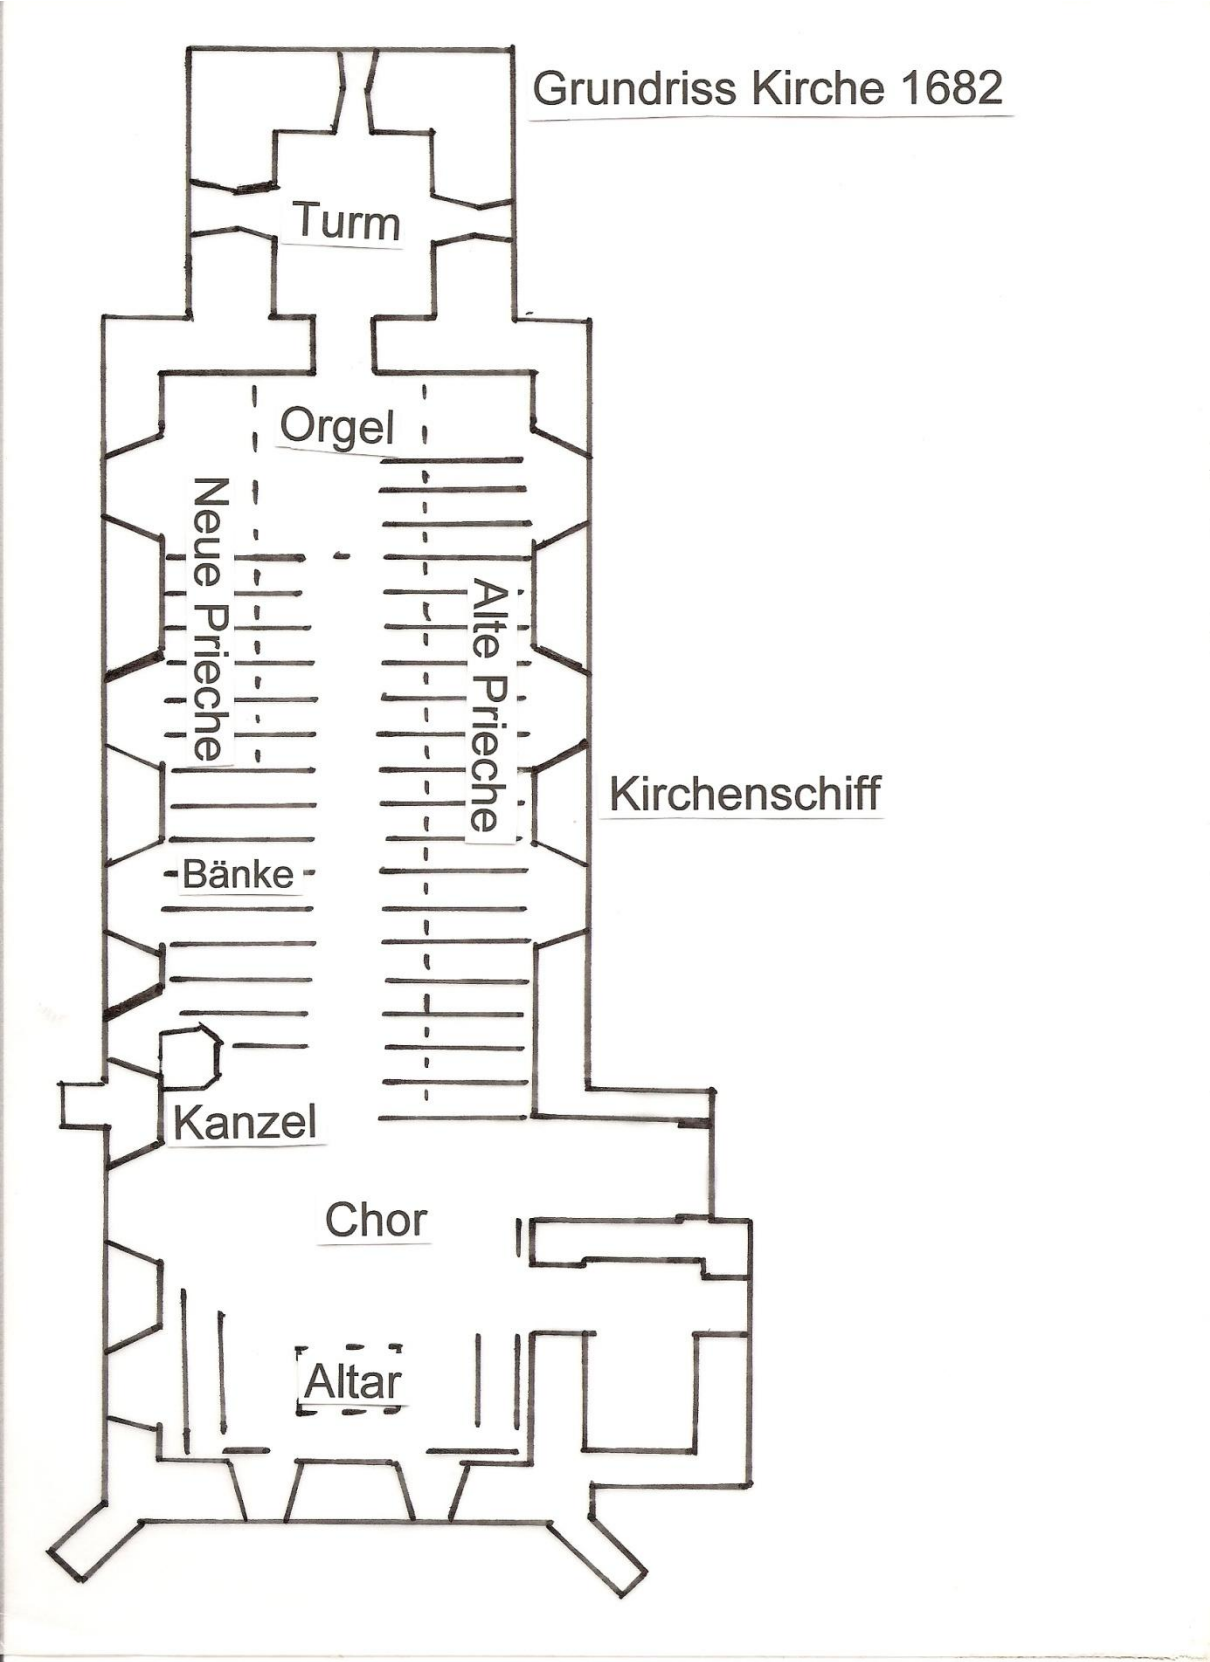 Grundriss Kirche 1682
Turm
Orgel
Neue Prieche
Alte Prieche
Kirchenschiff
Bänke
Kanzel
Chor
Altar